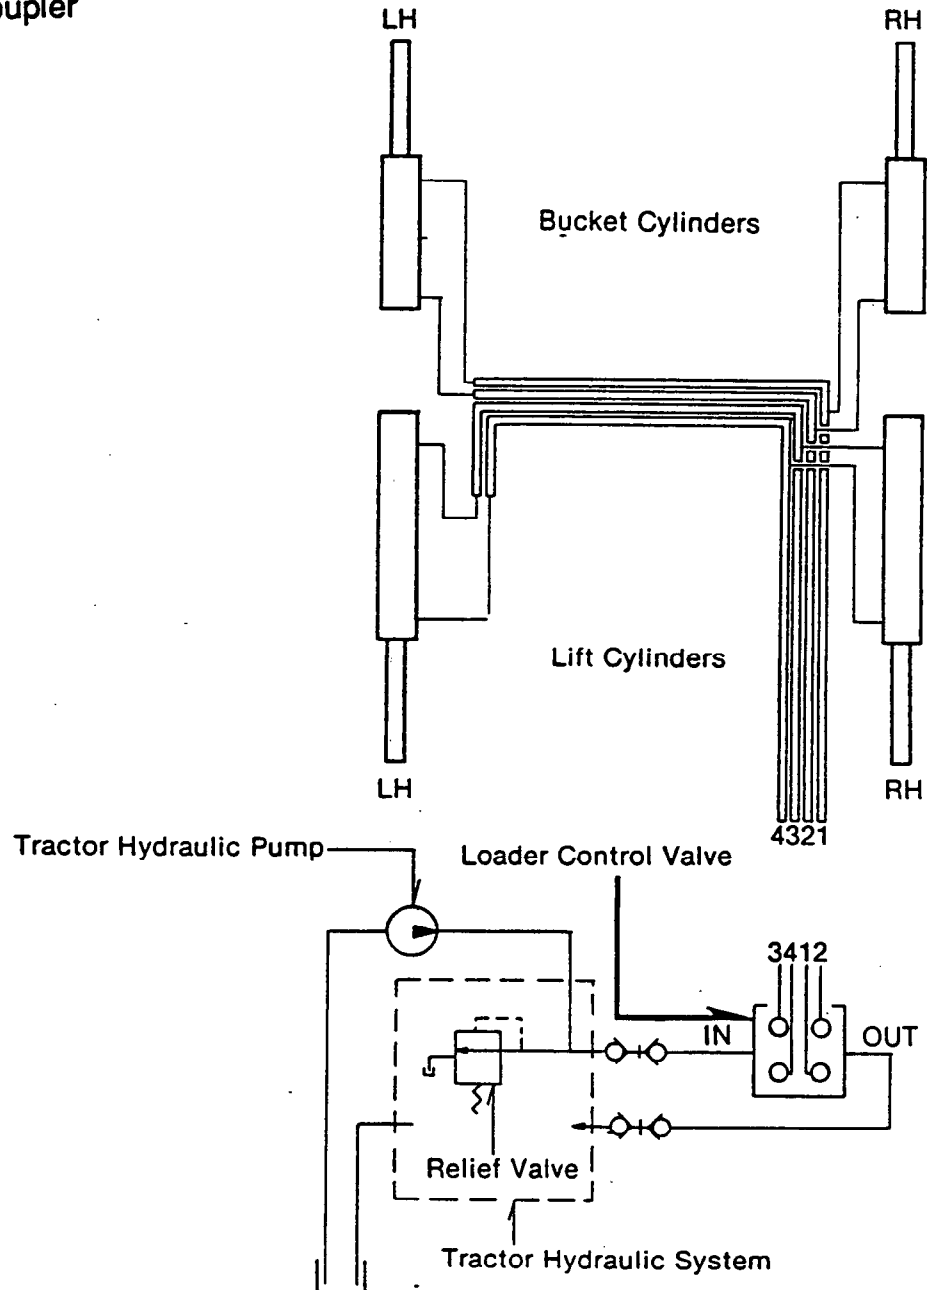 LH
RH
Bucket Cylinders
Lift Cylinders
LH
RH
4321
Tractor Hydraulic Pump
Loader Control Valve
3412
IN
OUT
Relief Valve
Tractor Hydraulic System